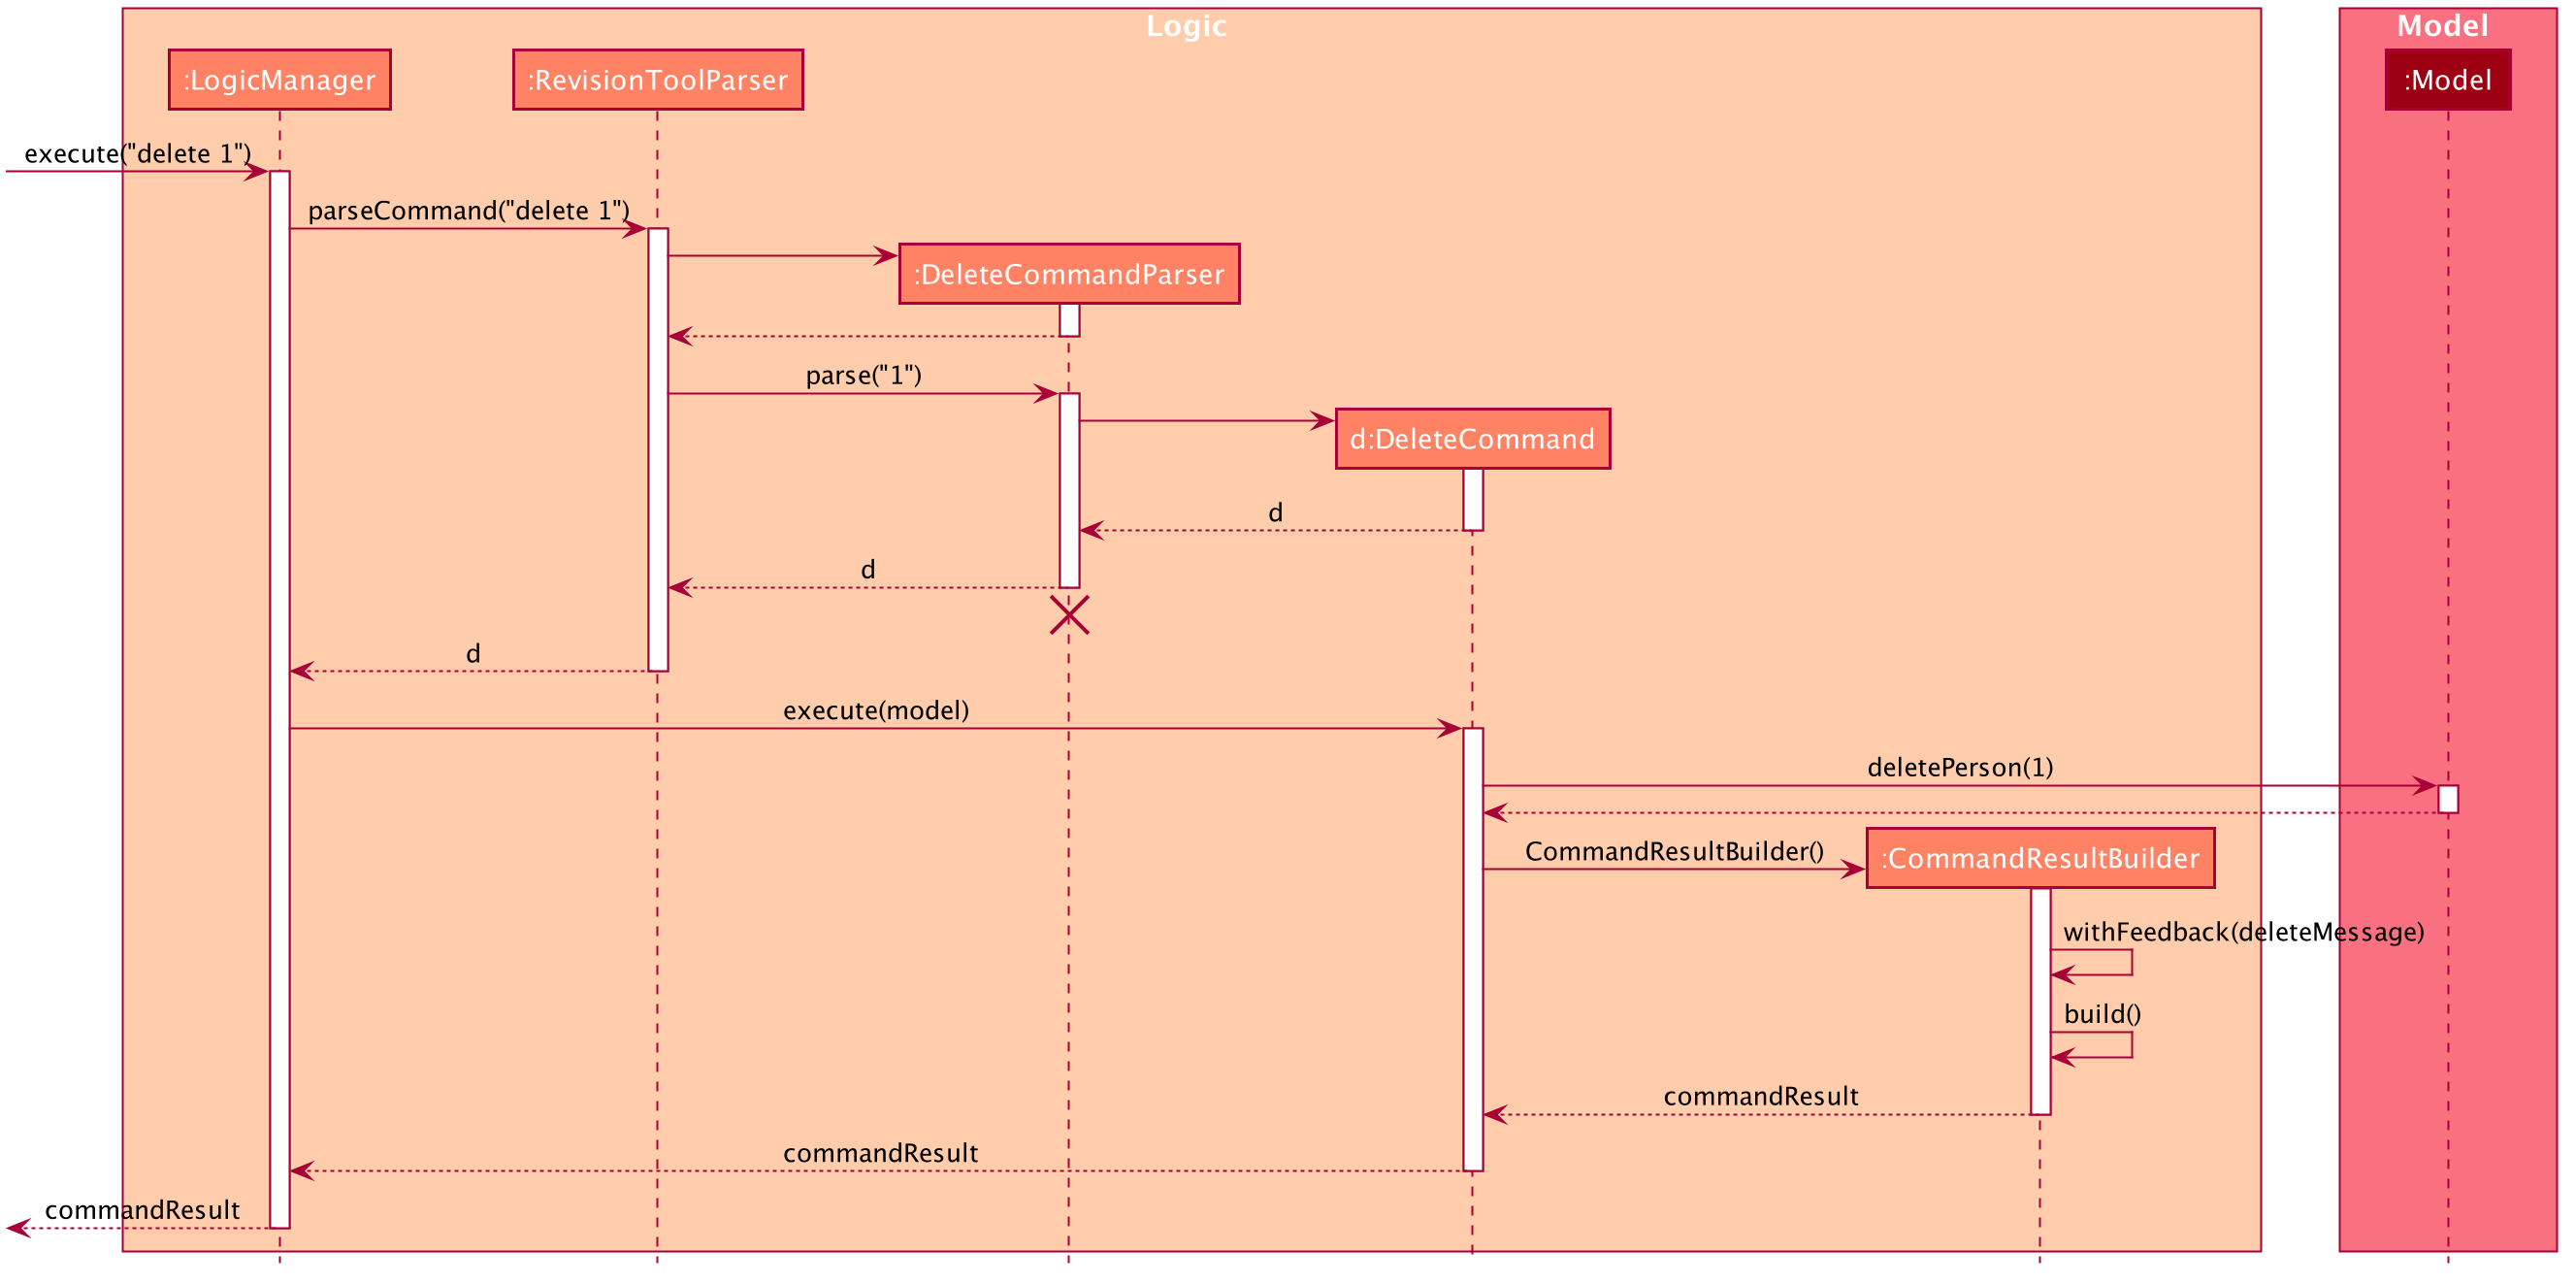 Logic
Model
:LogicManager
:RevisionToolParser
:Model
execute("delete 1")
parseCommand("delete 1")
:DeleteCommandParser
parse("1")
d:DeleteCommand
d
d
d
execute(model)
deletePerson(1)
CommandResultBuilder()
:CommandResultBuilder
withFeedback(deleteMessage)
build()
commandResult
commandResult
commandResult